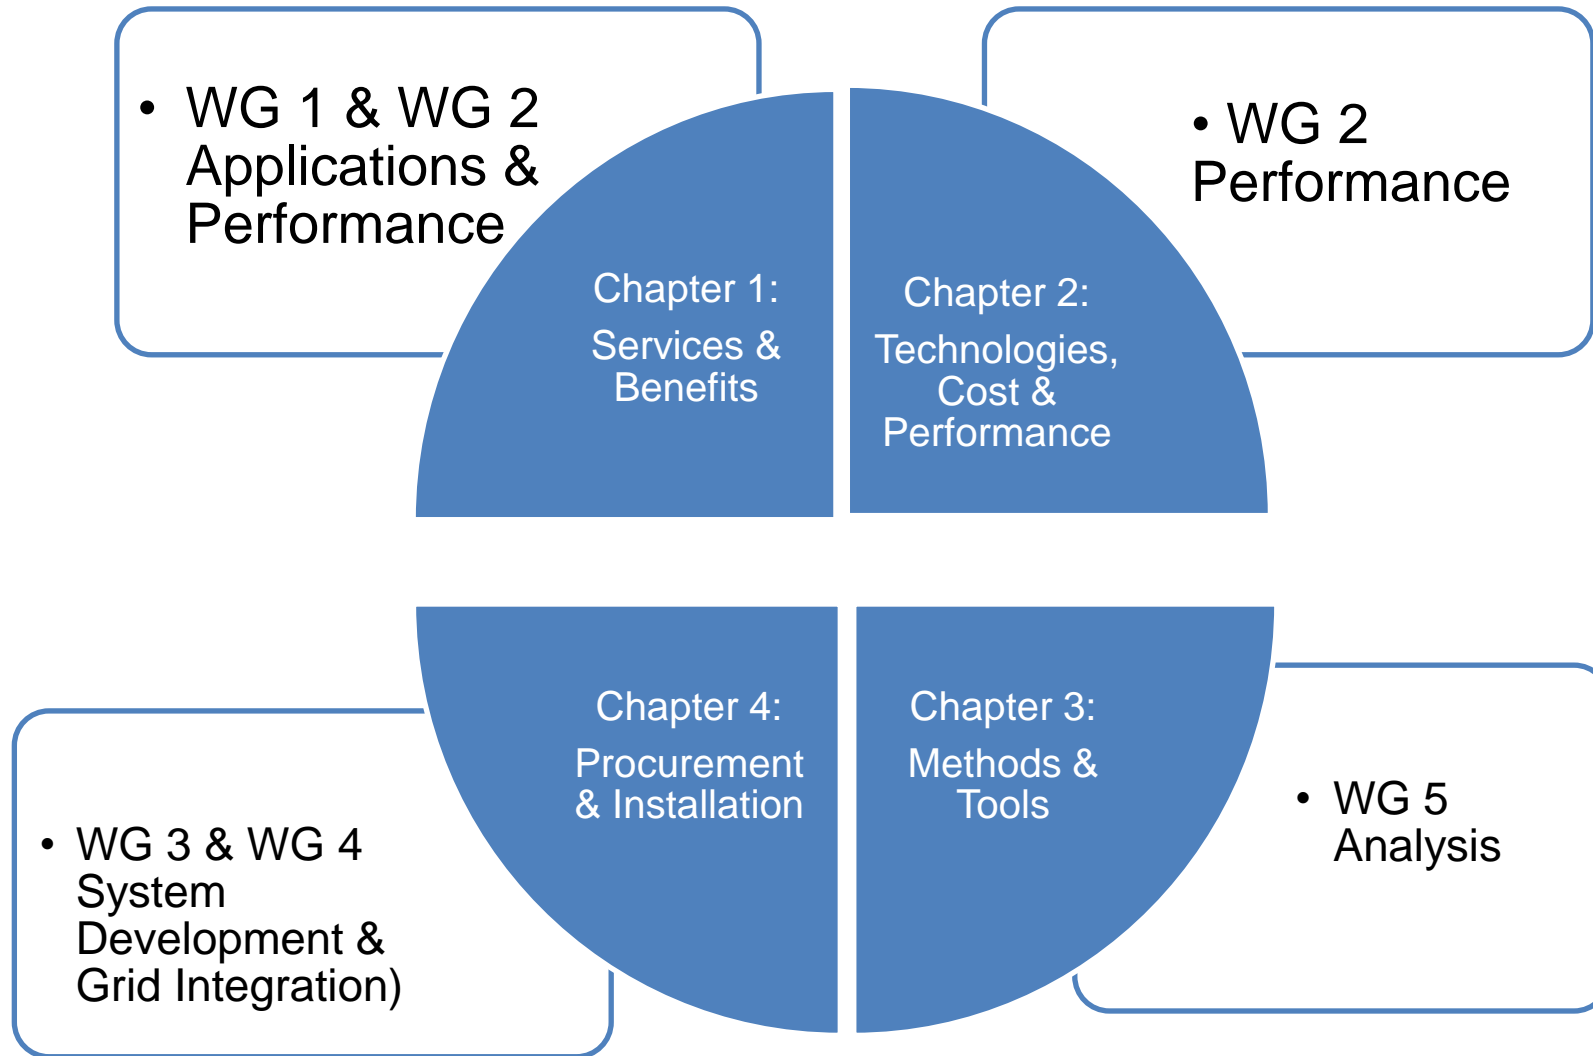 • WG 1 & WG 2
Applications &
Performance
Chapter 1:
Services &
Benefits
• WG 2
Performance
Chapter 2:
Technologies,
Cost &
Performance
Chapter 4:
Procurement
& Installation
• WG 3 & WG 4
System
Development &
Grid Integration)
Chapter 3:
Methods &
Tools
• WG 5
Analysis